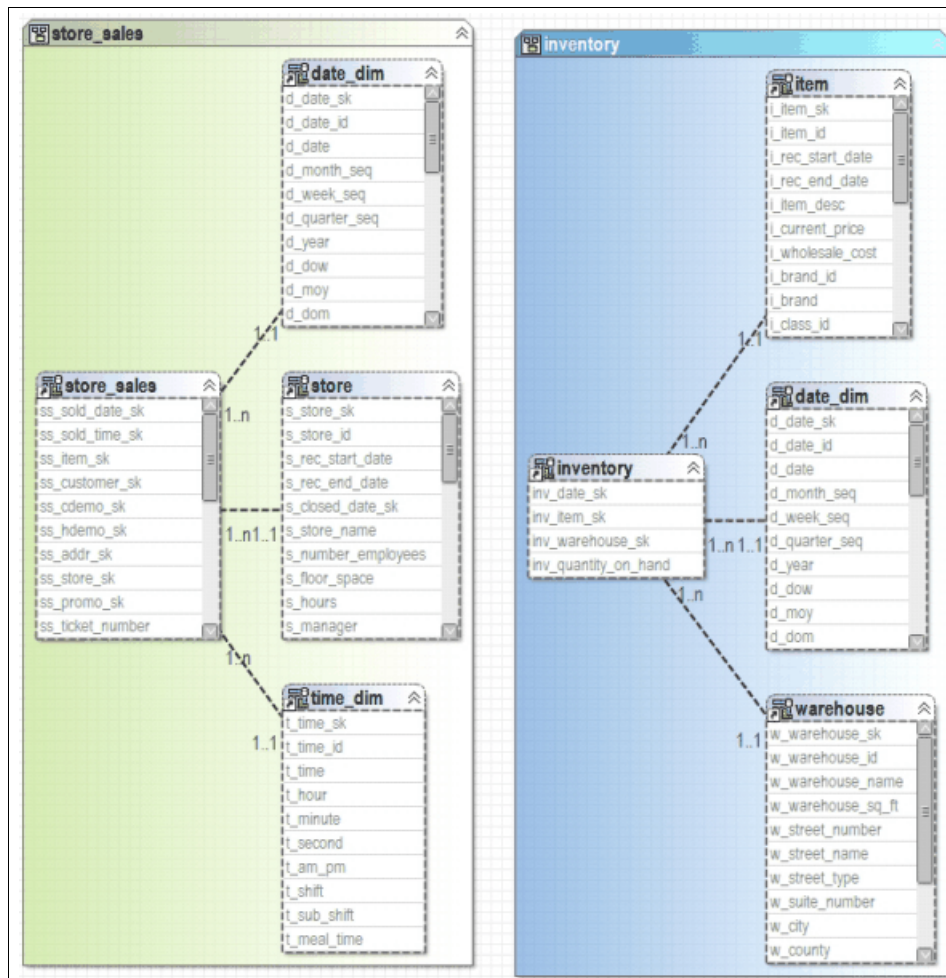 store_sales
date_dim
d_date_sk
d_date_id
d_date
d_month_seq
d_week_seq
d_quarter_seq
d_year
d_dow
d_moy
d_dom
1..1
1..n
store_sales
ss_sold_date_sk
ss_sold_time_sk
ss_item_sk
ss_customer_sk
ss_cdemo_sk
ss_hdemo_sk
ss_addr_sk
ss_store_sk
ss_promo_sk
ss_ticket_number
1..n1..1
store
s_store_sk
s_store_id
s_rec_start_date
s_rec_end_date
s_closed_date_sk
s_store_name
s_number_employees
s_floor_space
s_hours
s_manager
1..n
1..1
time_dim
t_time_sk
t_time_id
t_time
t_hour
t_minute
t_second
t_am_pm
t_shift
t_sub_shift
t_meal_time
inventory
item
i_item_sk
i_item_id
i_rec_start_date
i_rec_end_date
i_item_desc
i_current_price
i_wholesale_cost
i_brand_id
i_brand
i_class_id
1..1
1..n
inventory
inv_date_sk
inv_item_sk
inv_warehouse_sk
inv_quantity_on_hand
1..n 1..1
date_dim
d_date_sk
d_date_id
d_date
d_month_seq
d_week_seq
d_quarter_seq
d_year
d_dow
d_moy
d_dom
1..n
1..1
warehouse
w_warehouse_sk
w_warehouse_id
w_warehouse_name
w_warehouse_sq_ft
w_street_number
w_street_name
w_street_type
w_suite_number
w_city
w_county